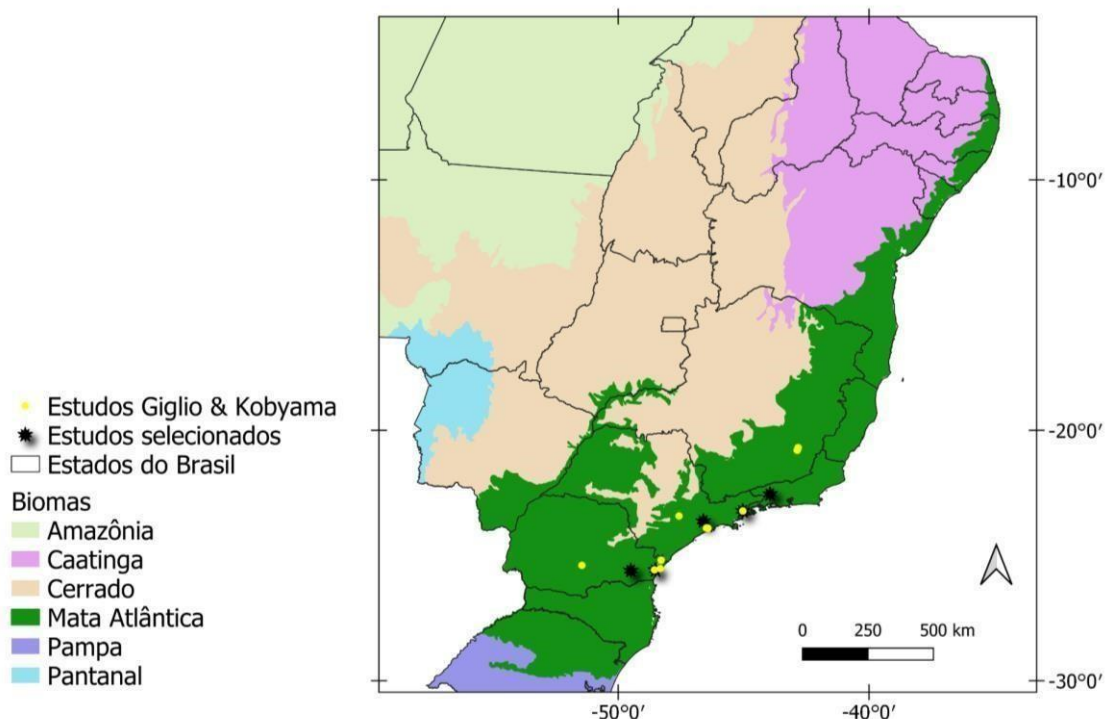 Estudos Giglio & Kobyama
Estudos selecionados
Estados do Brasil
Biomas
Amazônia
Caatinga
Cerrado
Mata Atlântica
Pampa
Pantanal
-10°0′
-20°0′
-30°0′
-50°0′
-40°0′
0 250 500 km